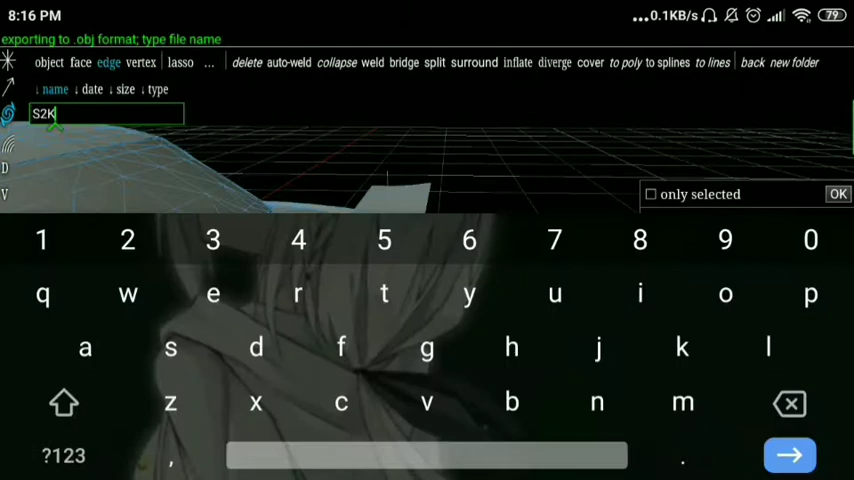 8:16 PM ...0.1KB/s 79
exporting to .obj format; type file name
object face edge vertex lasso ... delete auto-weld collapse weld bridge split surround inflate diverge cover to poly to splines to lines back new folder
↓ name ↓ date ↓ size ↓ type
S2K
D
V
only selected OK
1 2 3 4 5 6 7 8 9 0
q w e r t y u i o p
a s d f g h j k l
z x c v b n m
?123 , .